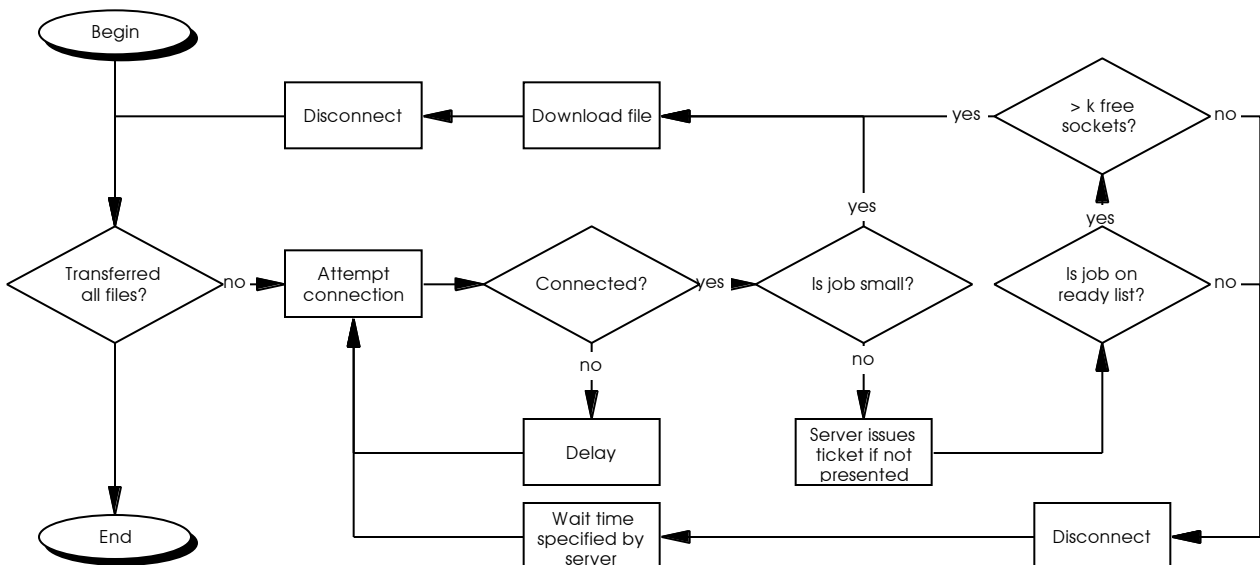 Begin
Disconnect
Download file
yes
> k free
sockets?
no
yes
yes
Transferred
all files?
no
Attempt
connection
Connected?
yes
Is job small?
Is job on
ready list?
no
no
no
Delay
Server issues
ticket if not
presented
End
Wait time
specified by
server
Disconnect